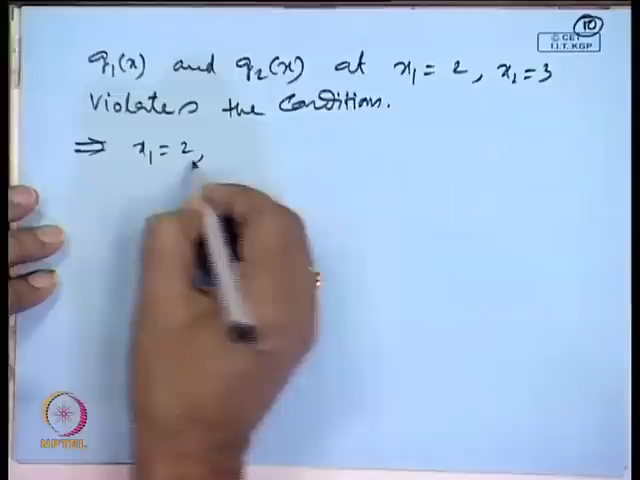 10
© CET
I.I.T. KGP
g₁(x) and g₂(x) at x₁ = 2, x₂ = 3
violates the condition.
⇒ x₁ = 2,
NPTEL